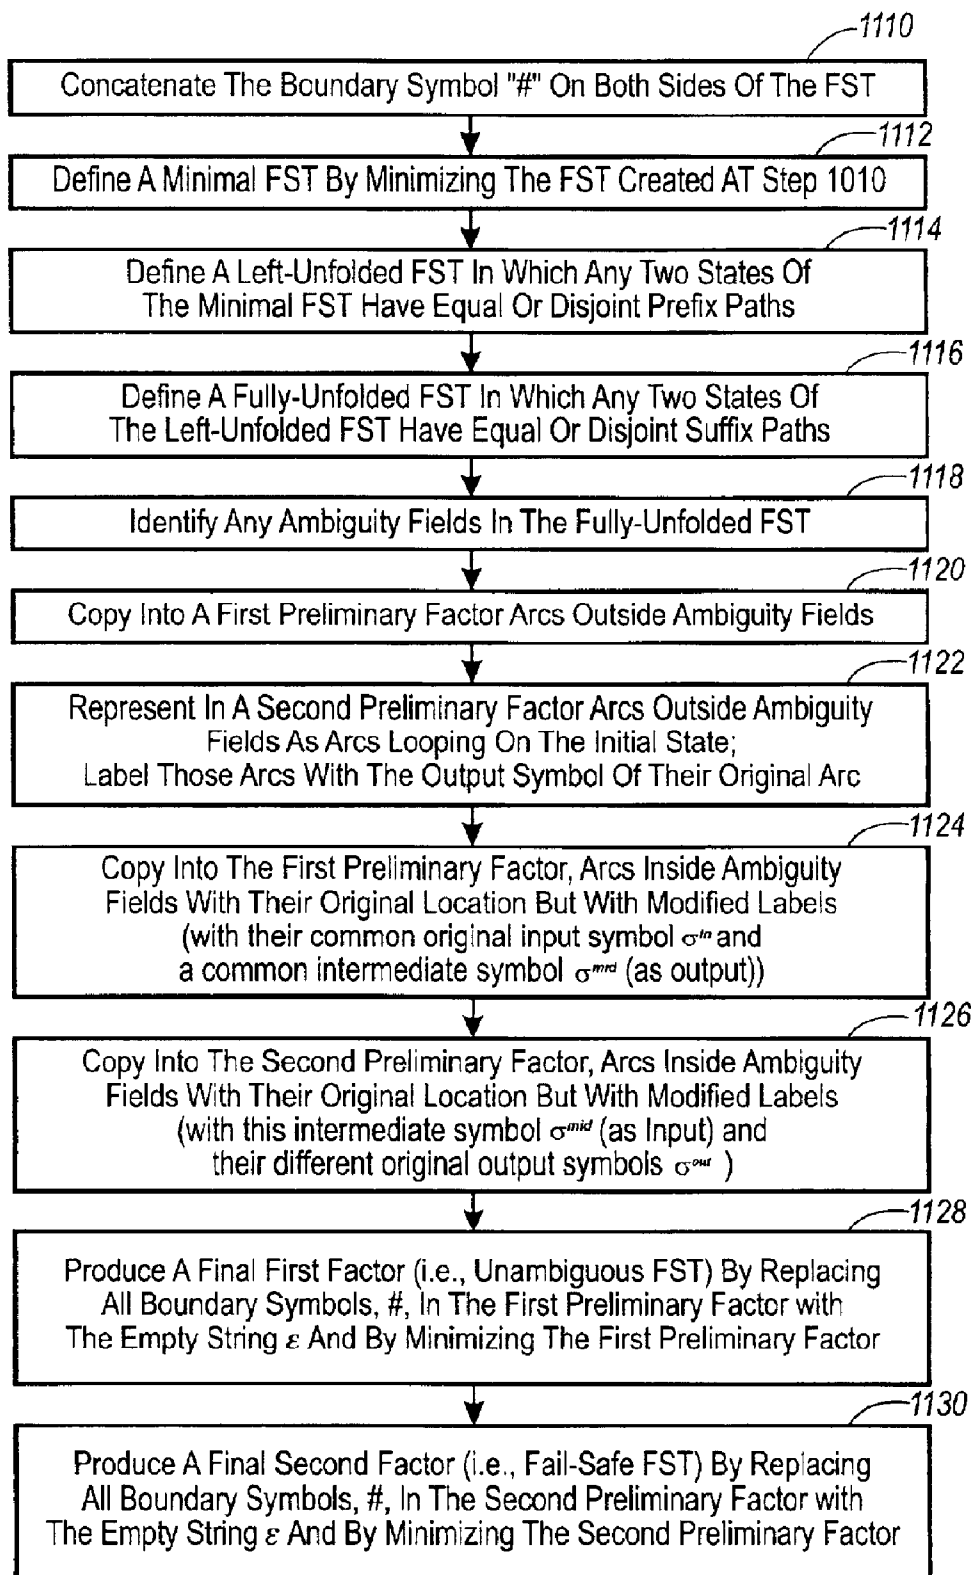 1110
Concatenate The Boundary Symbol "#" On Both Sides Of The FST
1112
Define A Minimal FST By Minimizing The FST Created AT Step 1010
1114
Define A Left-Unfolded FST In Which Any Two States Of
The Minimal FST Have Equal Or Disjoint Prefix Paths
1116
Define A Fully-Unfolded FST In Which Any Two States Of
The Left-Unfolded FST Have Equal Or Disjoint Suffix Paths
1118
Identify Any Ambiguity Fields In The Fully-Unfolded FST
1120
Copy Into A First Preliminary Factor Arcs Outside Ambiguity Fields
1122
Represent In A Second Preliminary Factor Arcs Outside Ambiguity
Fields As Arcs Looping On The Initial State;
Label Those Arcs With The Output Symbol Of Their Original Arc
1124
Copy Into The First Preliminary Factor, Arcs Inside Ambiguity
Fields With Their Original Location But With Modified Labels
(with their common original input symbol σ^in and
a common intermediate symbol σ^mid (as output))
1126
Copy Into The Second Preliminary Factor, Arcs Inside Ambiguity
Fields With Their Original Location But With Modified Labels
(with this intermediate symbol σ^mid (as Input) and
their different original output symbols σ^out )
1128
Produce A Final First Factor (i.e., Unambiguous FST) By Replacing
All Boundary Symbols, #, In The First Preliminary Factor with
The Empty String ε And By Minimizing The First Preliminary Factor
1130
Produce A Final Second Factor (i.e., Fail-Safe FST) By Replacing
All Boundary Symbols, #, In The Second Preliminary Factor with
The Empty String ε And By Minimizing The Second Preliminary Factor